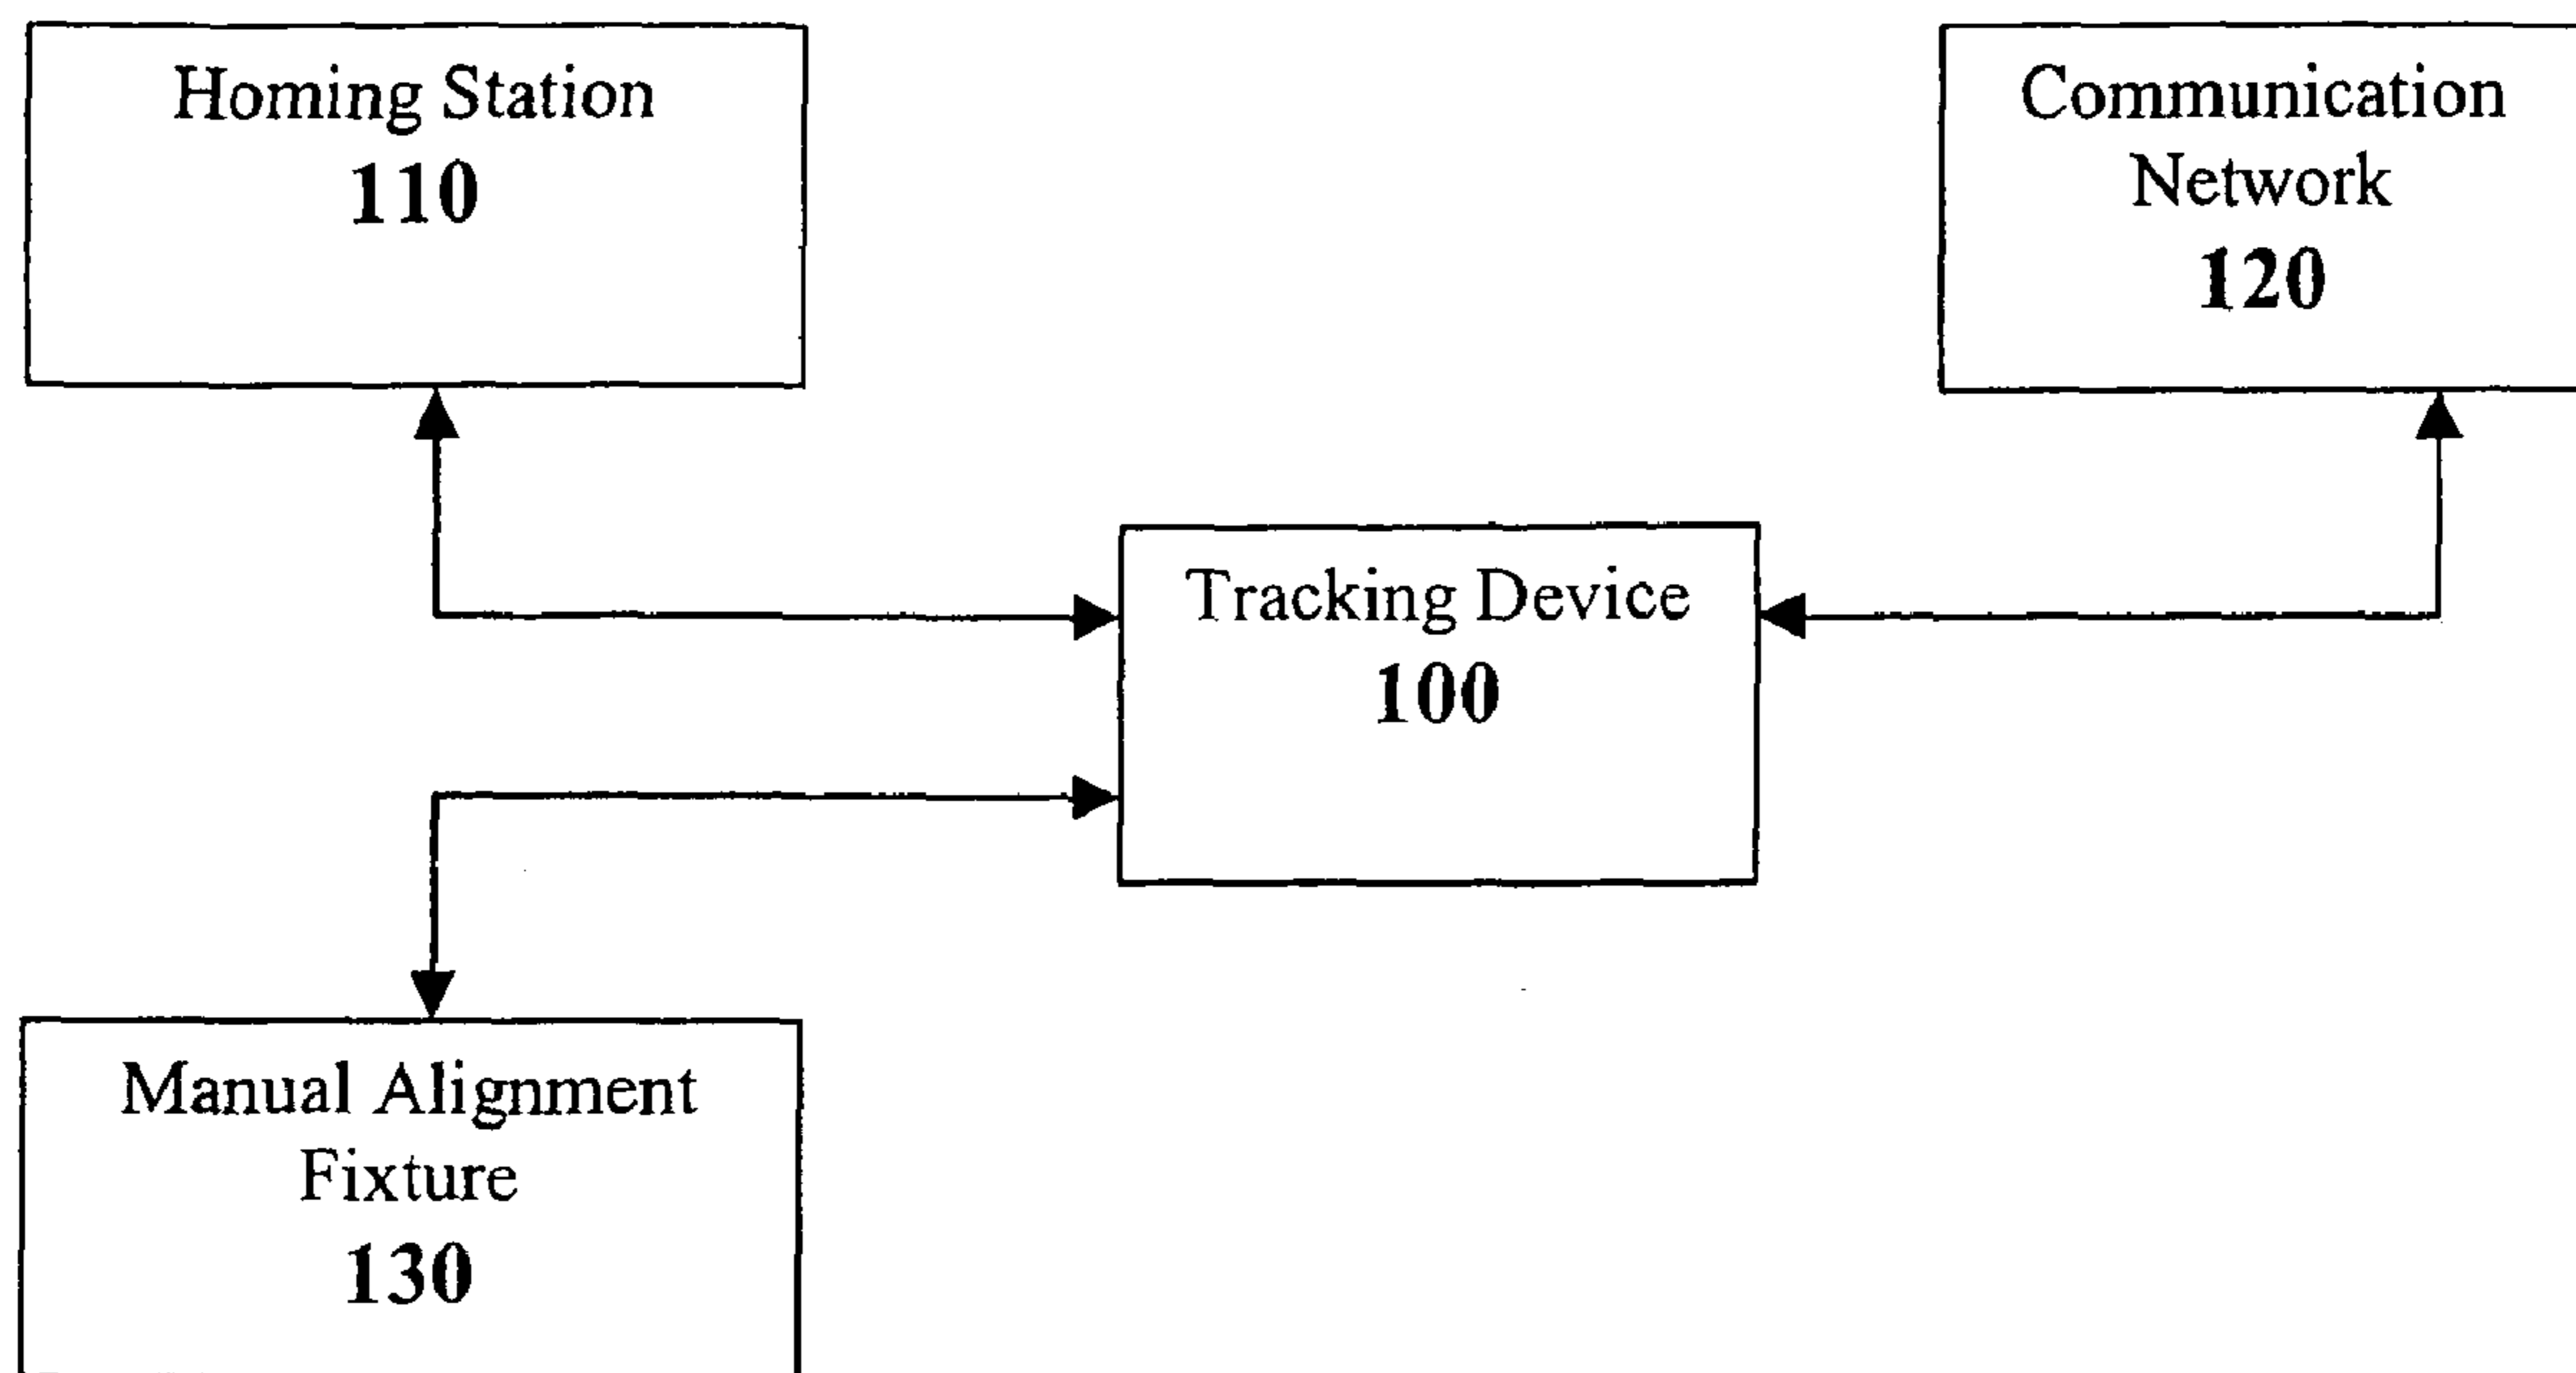 Homing Station
110
Communication
Network
120
Tracking Device
100
Manual Alignment
Fixture
130